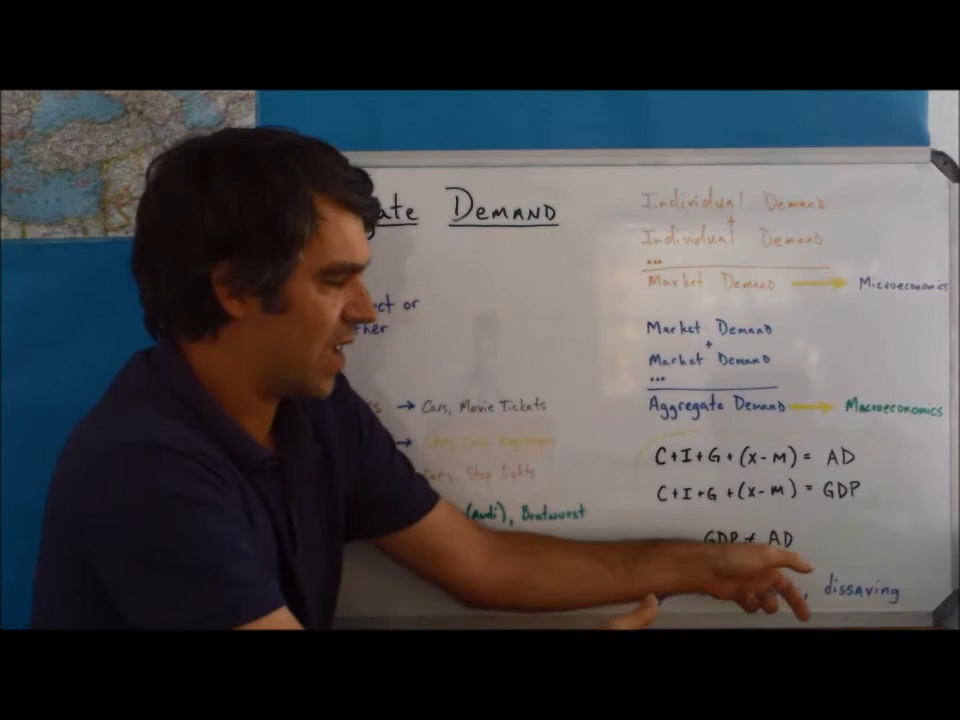 ate Demand
ct or
ther
→ Cars, Movie Tickets
→
Cars, Stop lights
(Audi), Bratwurst
Individual Demand
+
Individual Demand
...
Market Demand → Microeconomics
Market Demand
+
Market Demand
...
Aggregate Demand → Macroeconomics
C+I+G+(X-M) = AD
C+I+G+(X-M) = GDP
GDP ≠ AD
, dissaving